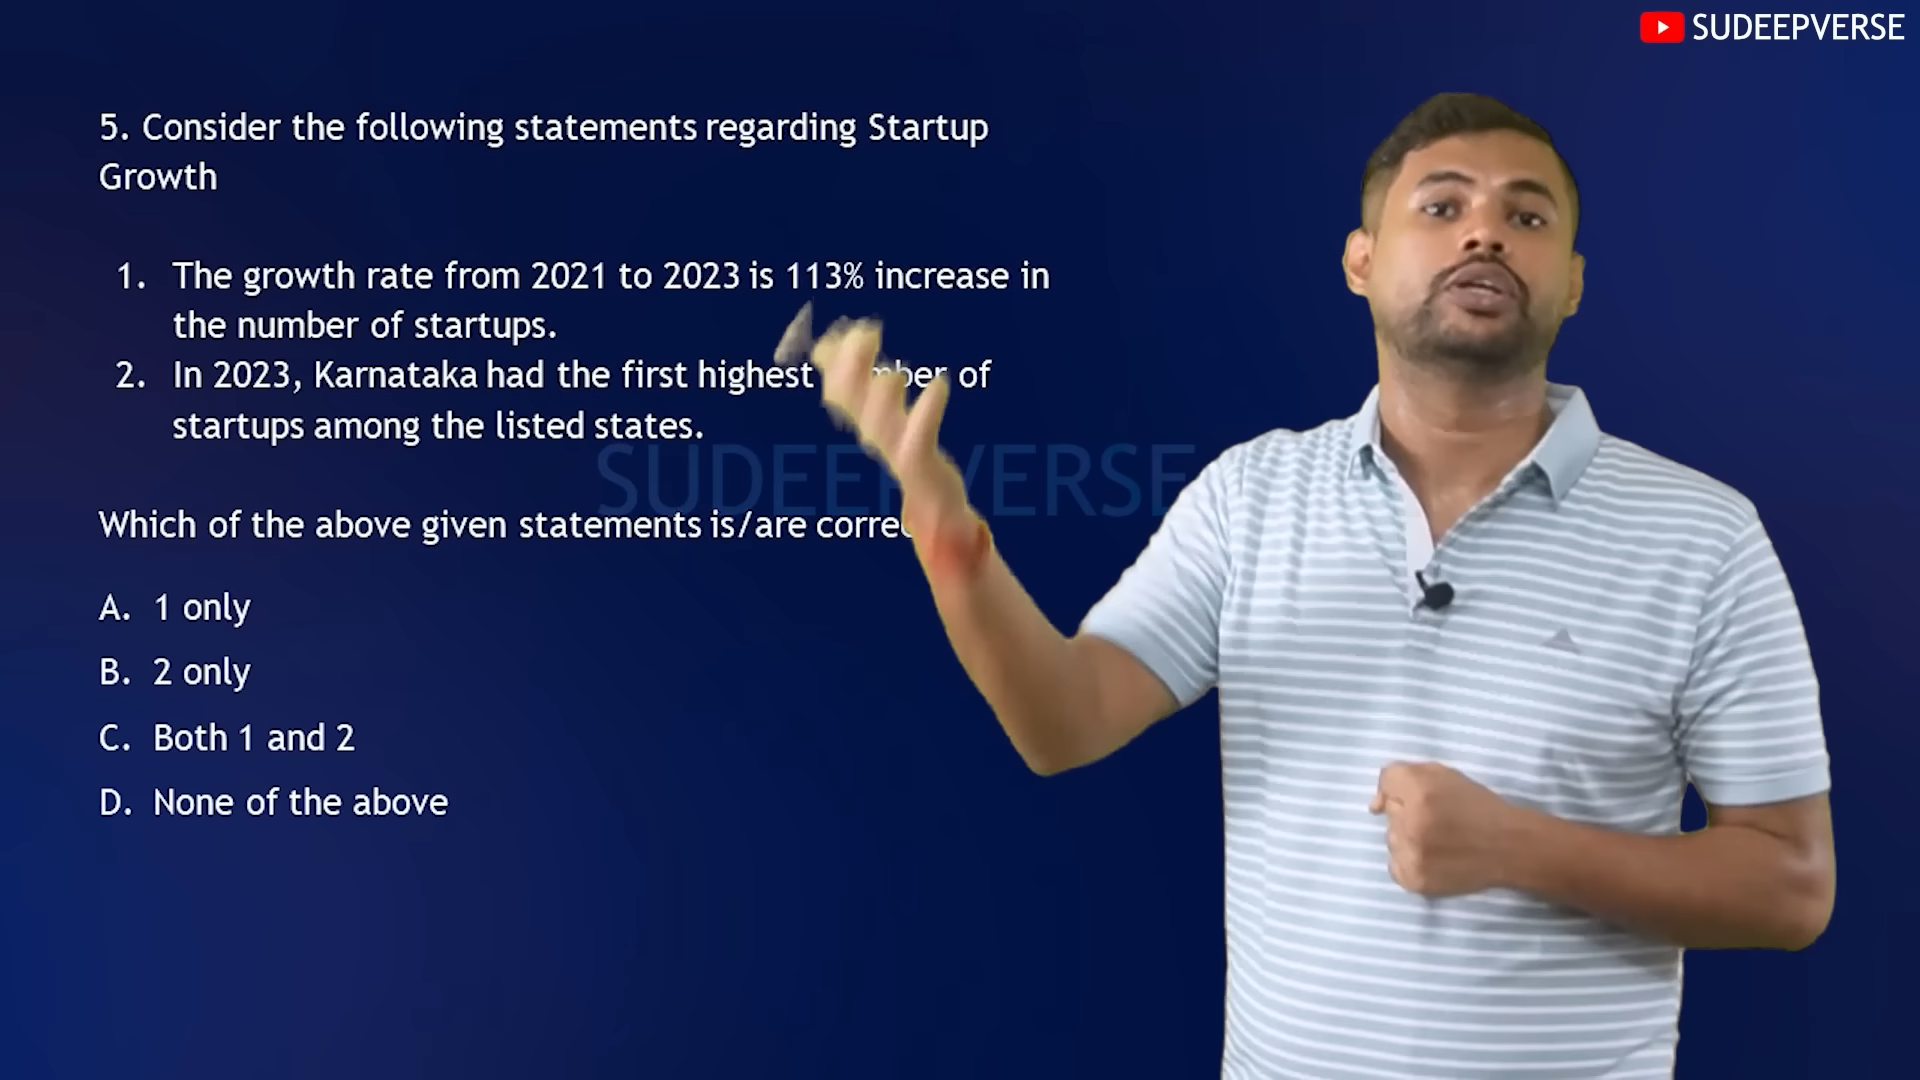 SUDEEPVERSE
5. Consider the following statements regarding Startup
Growth
1. The growth rate from 2021 to 2023 is 113% increase in
the number of startups.
2. In 2023, Karnataka had the first highest of
startups among the listed states.
SUDEEPVERSE
Which of the above given statements is/are
A. 1 only
B. 2 only
C. Both 1 and 2
D. None of the above